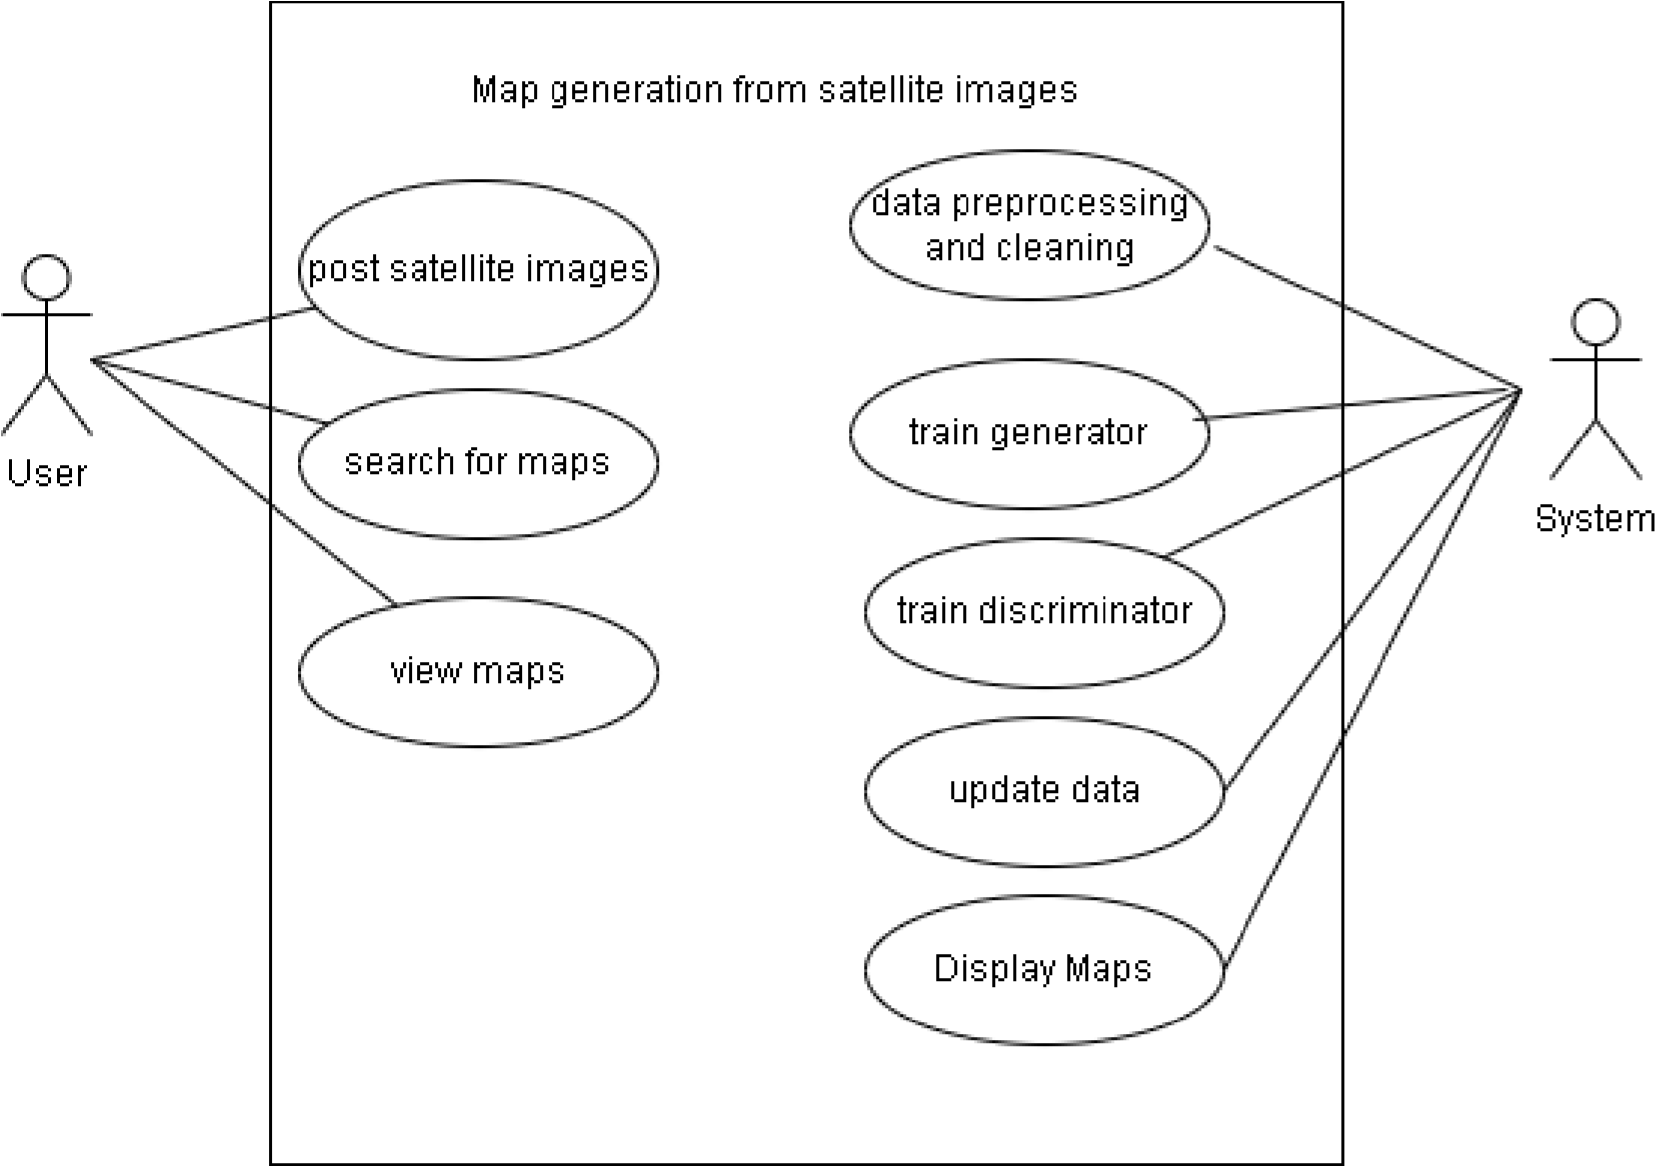 Map generation from satellite images
data preprocessing
and cleaning
post satellite images
train generator
search for maps
User
System
train discriminator
view maps
update data
Display Maps